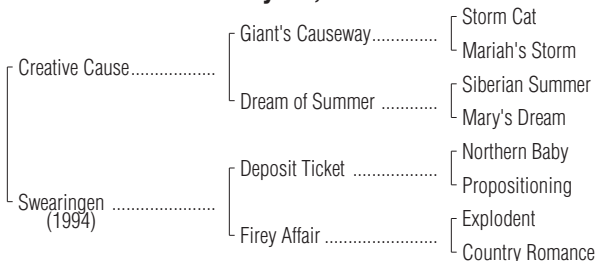 Storm Cat
Giant's Causeway..............
Mariah's Storm
Creative Cause..................
Siberian Summer
Dream of Summer ............
Mary's Dream
Northern Baby
Deposit Ticket ..................
Propositioning
Swearingen ......................
(1994)
Explodent
Firey Affair ........................
Country Romance